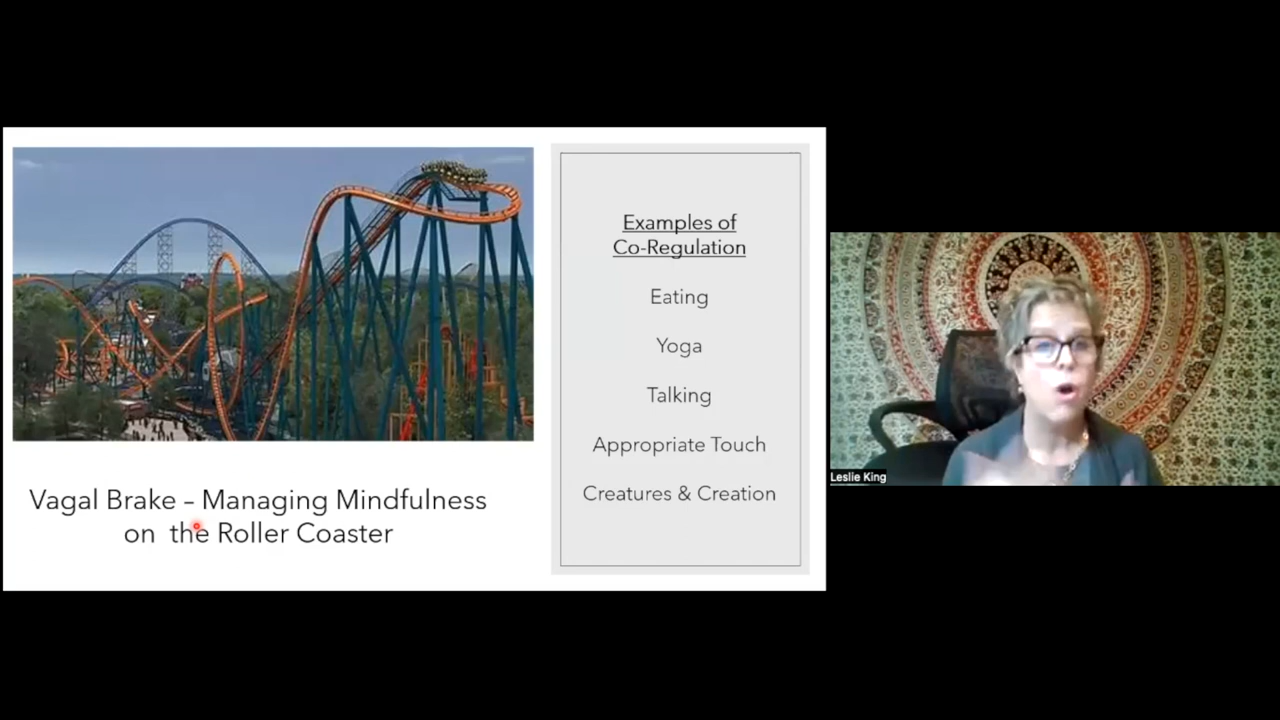 Vagal Brake – Managing Mindfulness
on the Roller Coaster
Examples of
Co-Regulation
Eating
Yoga
Talking
Appropriate Touch
Creatures & Creation
Leslie King